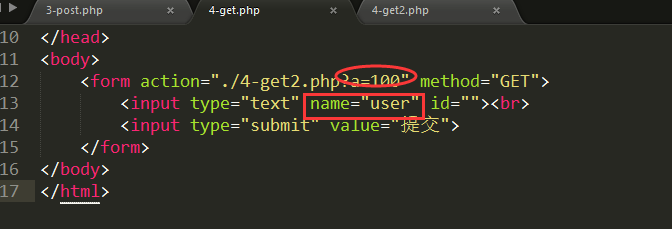 3-post.php × 4-get.php × 4-get2.php ×
10 </head>
11 <body>
12 <form action="./4-get2.php?a=100" method="GET">
13 <input type="text" name="user" id=""><br>
14 <input type="submit" value="提交">
15 </form>
16 </body>
17 </html>